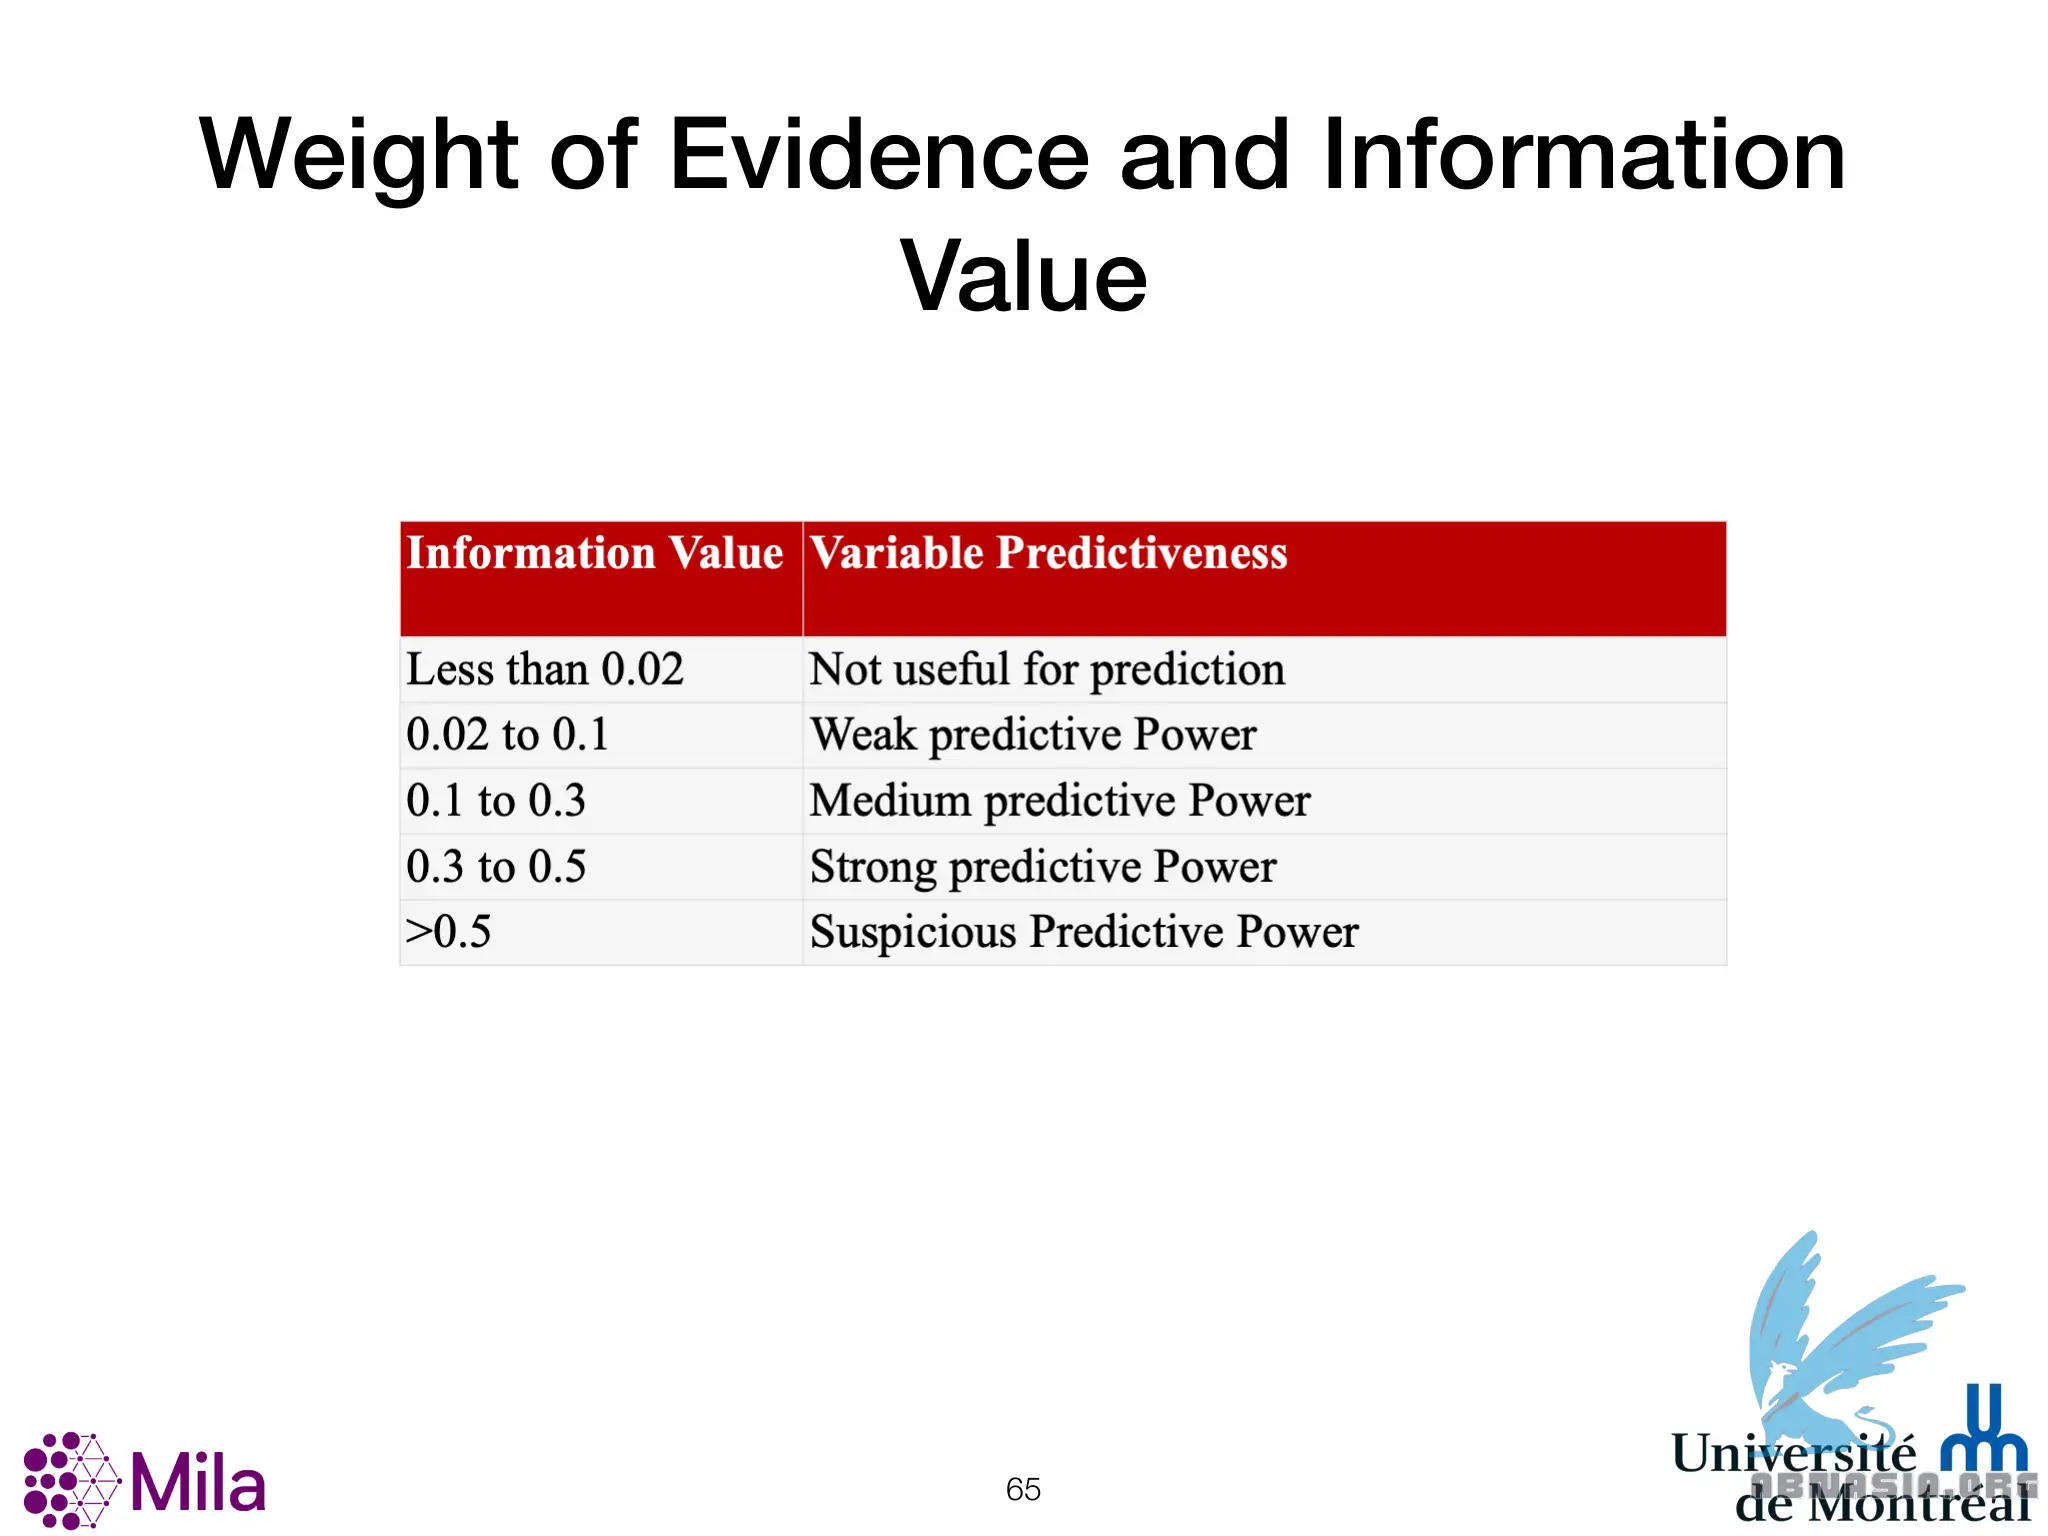 Weight of Evidence and Information
Value
Information Value Variable Predictiveness
Less than 0.02 Not useful for prediction
0.02 to 0.1 Weak predictive Power
0.1 to 0.3 Medium predictive Power
0.3 to 0.5 Strong predictive Power
>0.5 Suspicious Predictive Power
Mila
65
Université
ABNASIA.ORG
de Montréal